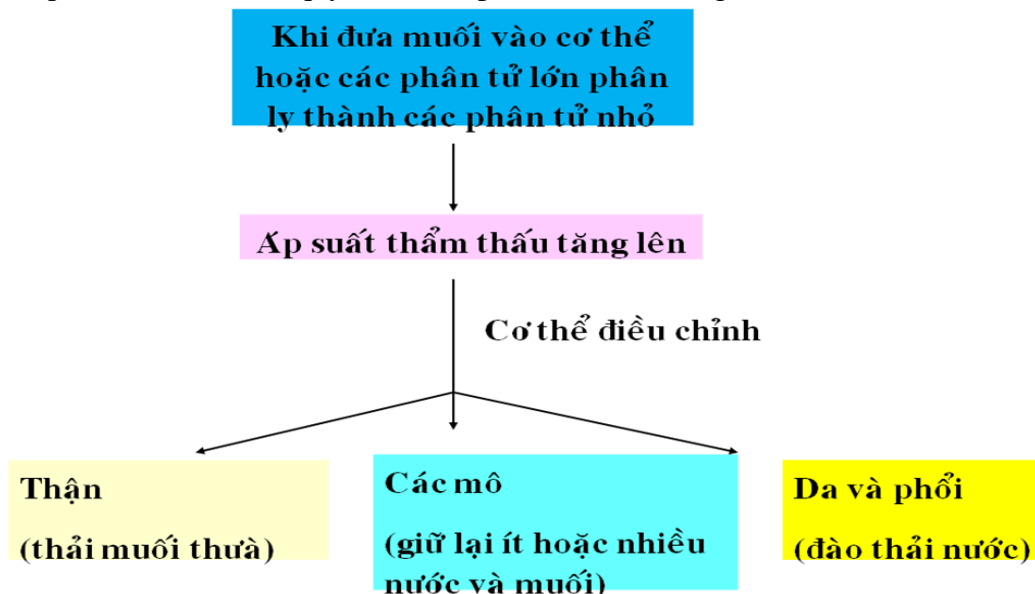 Khi đưa muối vào cơ thể
hoặc các phân tử lớn phân
ly thành các phân tử nhỏ
Áp suất thẩm thấu tăng lên
Cơ thể điều chỉnh
Thận
(thải muối thưà)
Các mô
(giữ lại ít hoặc nhiều
nước và muối)
Da và phổi
(đào thải nước)